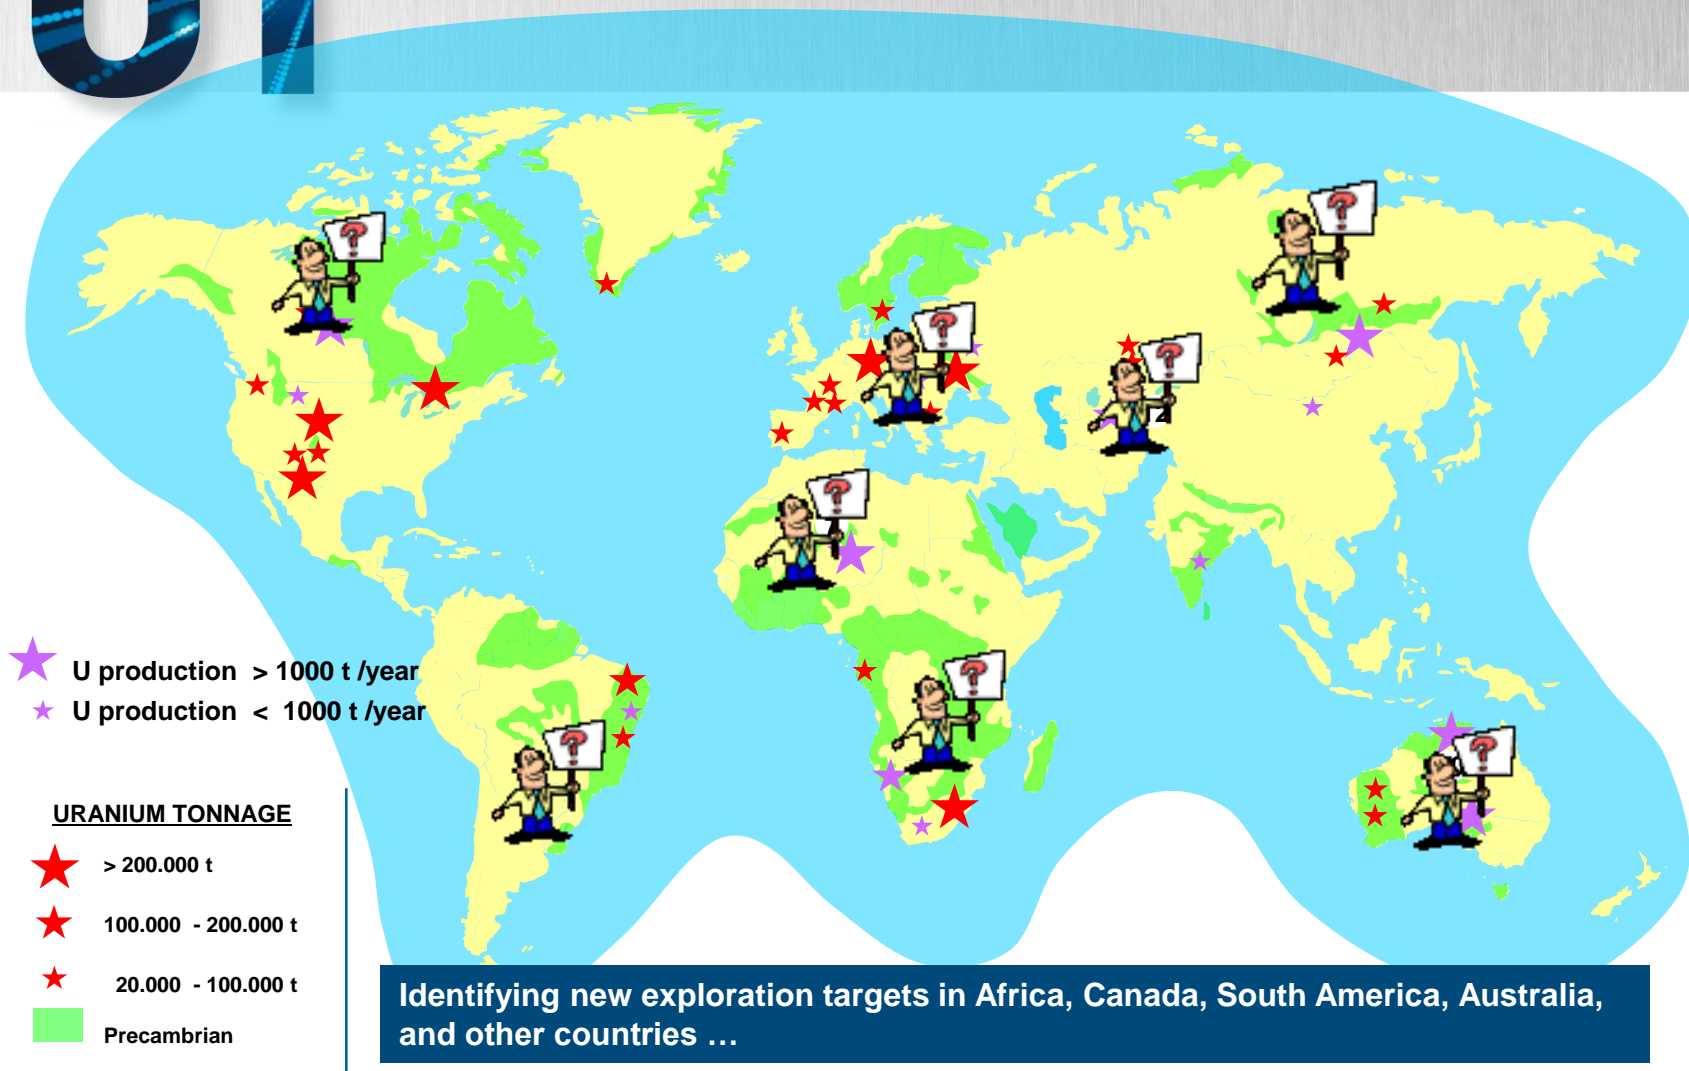 U production > 1000 t /year
U production < 1000 t /year
URANIUM TONNAGE
> 200.000 t
100.000 - 200.000 t
20.000 - 100.000 t
Precambrian
?
?
?
?
?
?
?
?
Identifying new exploration targets in Africa, Canada, South America, Australia,
and other countries …